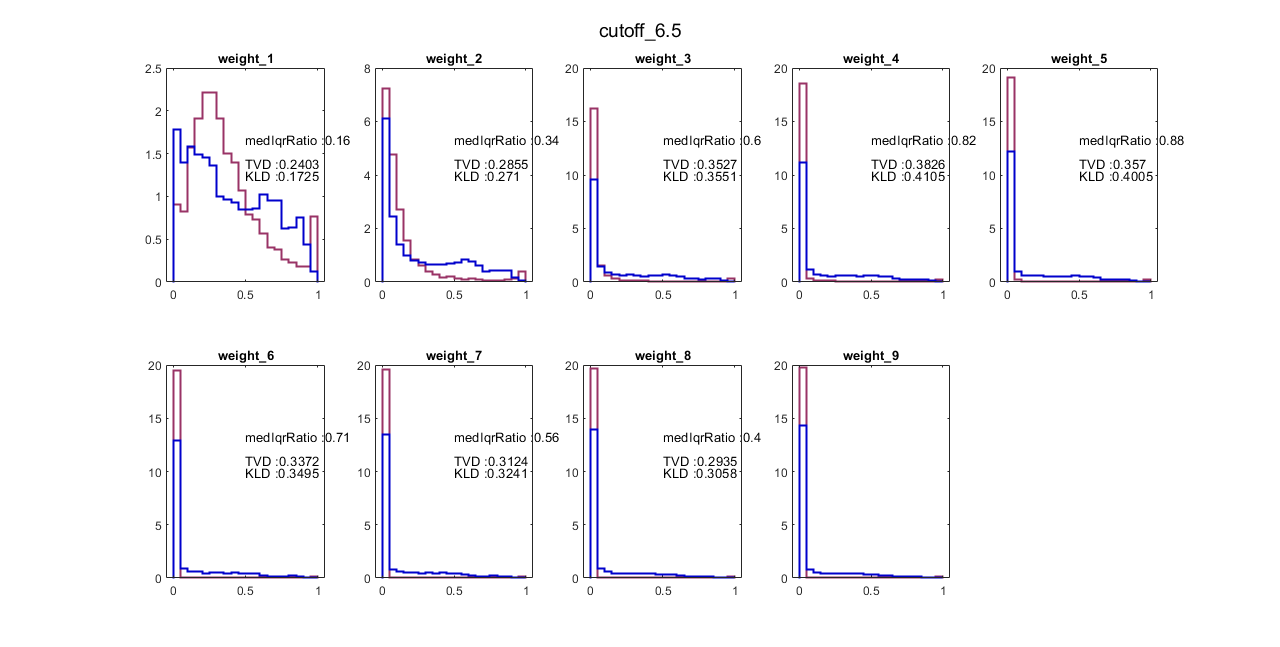 cutoff_6.5
weight_1
2.5
2
1.5
1
0.5
0
0
0.5
1
medIqrRatio :0.16
TVD :0.2403
KLD :0.1725
weight_2
8
6
4
2
0
0
0.5
1
medIqrRatio :0.34
TVD :0.2855
KLD :0.271
weight_3
20
15
10
5
0
0
0.5
1
medIqrRatio :0.6
TVD :0.3527
KLD :0.3551
weight_4
20
15
10
5
0
0
0.5
1
medIqrRatio :0.82
TVD :0.3826
KLD :0.4105
weight_5
20
15
10
5
0
0
0.5
1
medIqrRatio :0.88
TVD :0.357
KLD :0.4005
weight_6
20
15
10
5
0
0
0.5
1
medIqrRatio :0.71
TVD :0.3372
KLD :0.3495
weight_7
20
15
10
5
0
0
0.5
1
medIqrRatio :0.56
TVD :0.3124
KLD :0.3241
weight_8
20
15
10
5
0
0
0.5
1
medIqrRatio :0.4
TVD :0.2935
KLD :0.3058
weight_9
20
15
10
5
0
0
0.5
1